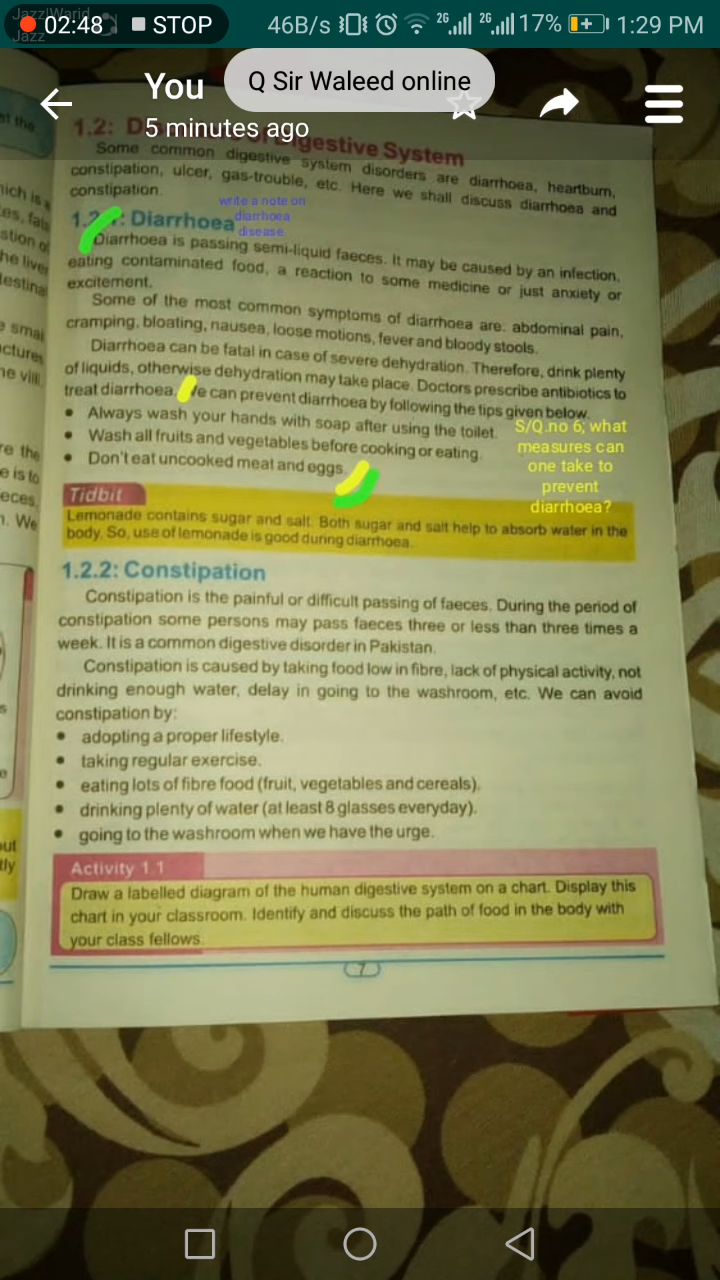 Jazz|Warid
Jazz
02:48 STOP 46B/s 2G 2G 17% 1:29 PM
You
Q Sir Waleed online
5 minutes ago
at the
1.2: D gestive System
Some common digestive system disorders are diarrhoea, heartburn,
constipation, ulcer, gas-trouble, etc. Here we shall discuss diarrhoea and
constipation.
write a note on
diarrhoea
disease.
1.2 : Diarrhoea
Diarrhoea is passing semi-liquid faeces. It may be caused by an infection,
eating contaminated food, a reaction to some medicine or just anxiety or
excitement.
Some of the most common symptoms of diarrhoea are: abdominal pain,
cramping, bloating, nausea, loose motions, fever and bloody stools.
Diarrhoea can be fatal in case of severe dehydration. Therefore, drink plenty
of liquids, otherwise dehydration may take place. Doctors prescribe antibiotics to
treat diarrhoea. We can prevent diarrhoea by following the tips given below.
• Always wash your hands with soap after using the toilet.
• Wash all fruits and vegetables before cooking or eating.
• Don't eat uncooked meat and eggs.
S/Q.no 6; what
measures can
one take to
prevent
diarrhoea?
Tidbit
Lemonade contains sugar and salt. Both sugar and salt help to absorb water in the
body. So, use of lemonade is good during diarrhoea.
1.2.2: Constipation
Constipation is the painful or difficult passing of faeces. During the period of
constipation some persons may pass faeces three or less than three times a
week. It is a common digestive disorder in Pakistan.
Constipation is caused by taking food low in fibre, lack of physical activity, not
drinking enough water, delay in going to the washroom, etc. We can avoid
constipation by:
• adopting a proper lifestyle.
• taking regular exercise.
• eating lots of fibre food (fruit, vegetables and cereals).
• drinking plenty of water (at least 8 glasses everyday).
• going to the washroom when we have the urge.
Activity 1.1
Draw a labelled diagram of the human digestive system on a chart. Display this
chart in your classroom. Identify and discuss the path of food in the body with
your class fellows.
7